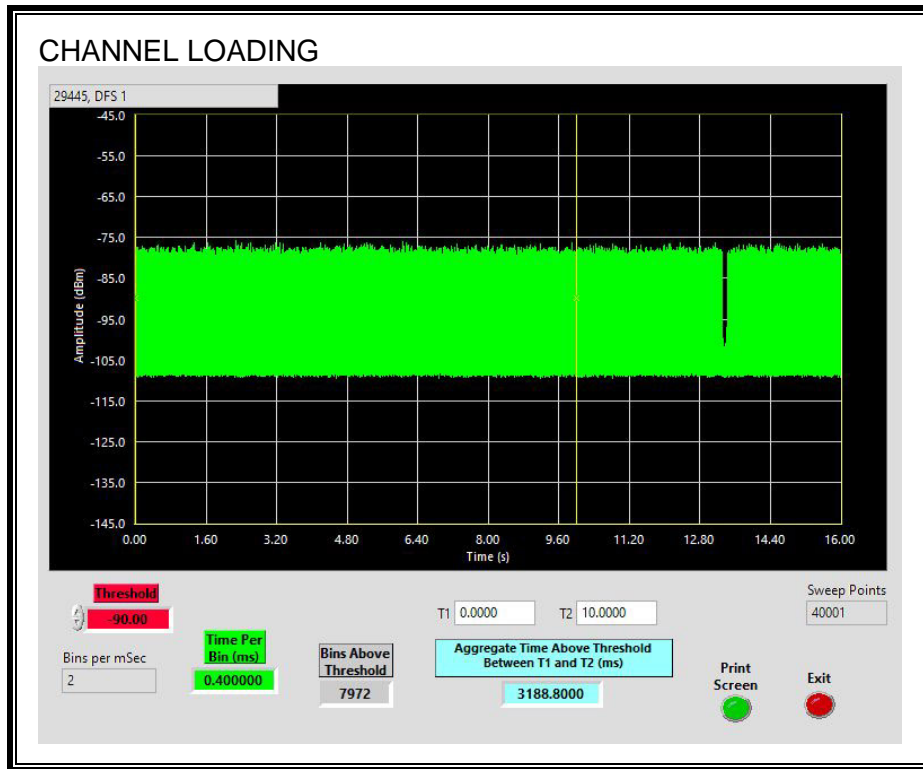 CHANNEL LOADING
29445, DFS 1
-45.0
-55.0
-65.0
-75.0
-85.0
-95.0
-105.0
-115.0
-125.0
-135.0
-145.0
Amplitude (dBm)
0.00 1.60 3.20 4.80 6.40 8.00 9.60 11.20 12.80 14.40 16.00
Time (s)
Threshold
-90.00
Bins per mSec
2
Time Per
Bin (ms)
0.400000
Bins Above
Threshold
7972
T1 0.0000 T2 10.0000
Aggregate Time Above Threshold
Between T1 and T2 (ms)
3188.8000
Sweep Points
40001
Print
Screen
Exit